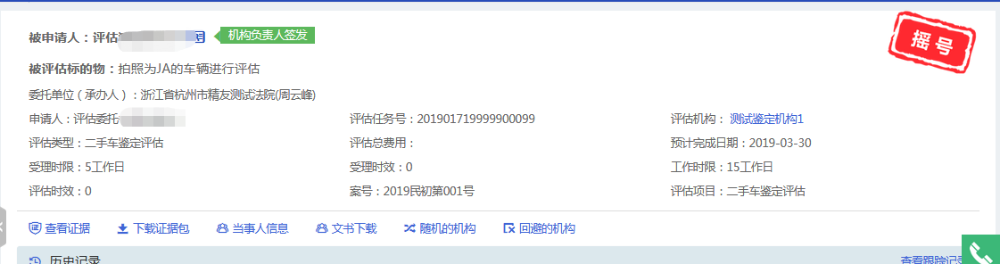 被申请人：评估
机构负责人签发
摇号
被评估标的物：拍照为JA的车辆进行评估
委托单位（承办人）：浙江省杭州市精友测试法院(周云峰)
申请人：评估委托
评估任务号：201901719999900099
评估机构：测试鉴定机构1
评估类型：二手车鉴定评估
评估总费用：
预计完成日期：2019-03-30
受理时限：5工作日
受理时效：0
工作时限：15工作日
评估时效：0
案号：2019民初第001号
评估项目：二手车鉴定评估
查看证据
下载证据包
当事人信息
文书下载
随机的机构
回避的机构
历史记录
查看跟踪记录